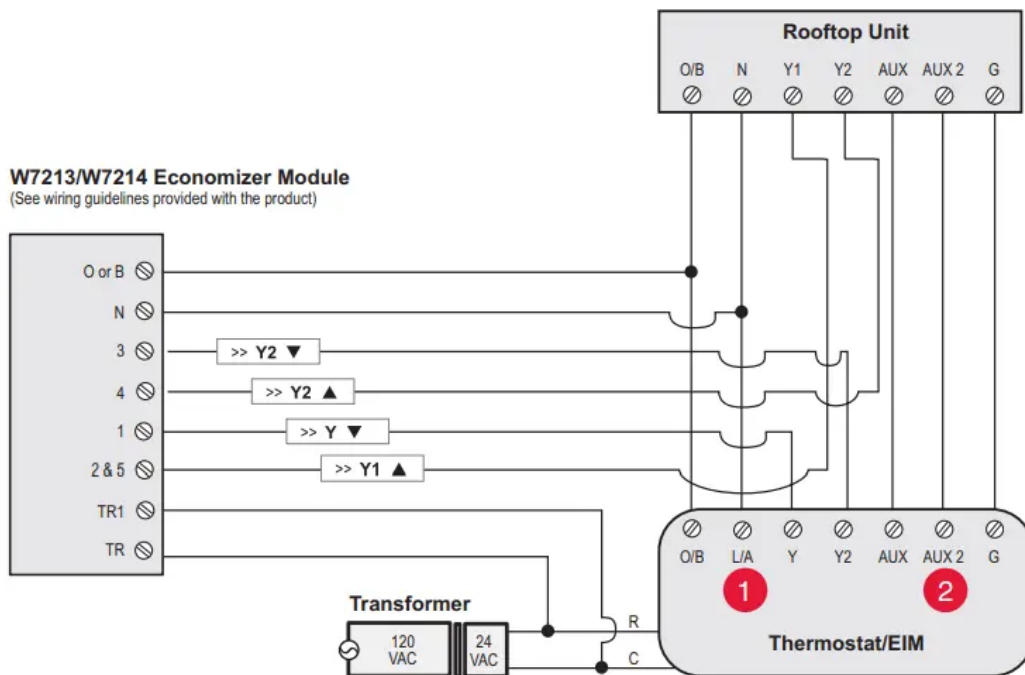 Rooftop Unit
O/B N Y1 Y2 AUX AUX 2 G
W7213/W7214 Economizer Module
(See wiring guidelines provided with the product)
O or B
N
3 >> Y2 ▼
4 >> Y2 ▲
1 >> Y ▼
2 & 5 >> Y1 ▲
TR1
TR
O/B L/A Y Y2 AUX AUX 2 G
1 2
Transformer
120 VAC
24 VAC
R
C
Thermostat/EIM